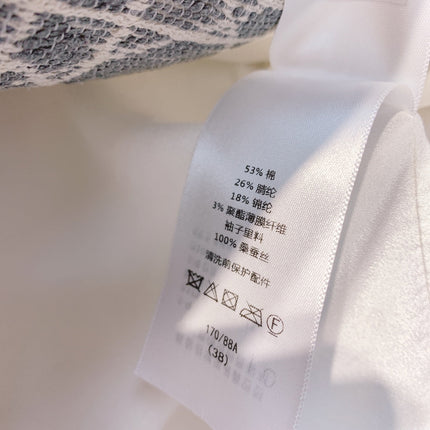 53% 棉
26% 腈纶
18% 锦纶
3% 聚酯薄膜纤维
袖子里料
100% 桑蚕丝
清洗前保护配件
F
170/88A
(38)